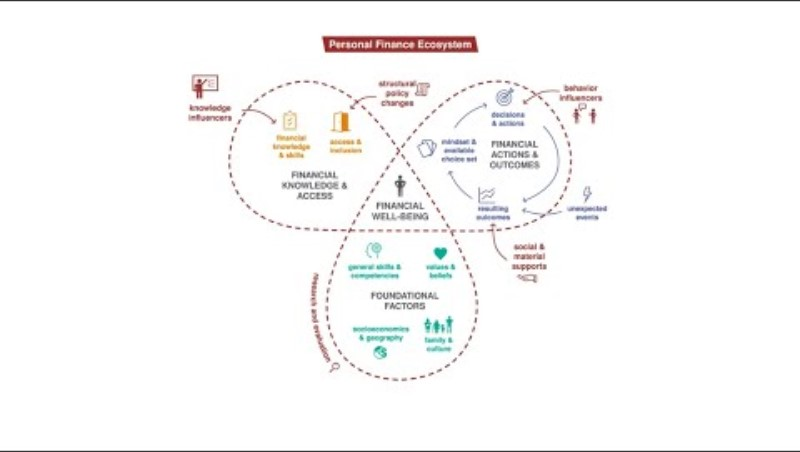 Personal Finance Ecosystem
knowledge
influencers
structural
policy
changes
behavior
influencers
financial
knowledge
& skills
access &
inclusion
FINANCIAL
KNOWLEDGE &
ACCESS
decisions
& actions
mindset &
available
choice set
FINANCIAL
ACTIONS &
OUTCOMES
resulting
outcomes
unexpected
events
FINANCIAL
WELL-BEING
social &
material
supports
general skills &
competencies
values &
beliefs
FOUNDATIONAL
FACTORS
socioeconomics
& geography
family &
culture
research and evaluation